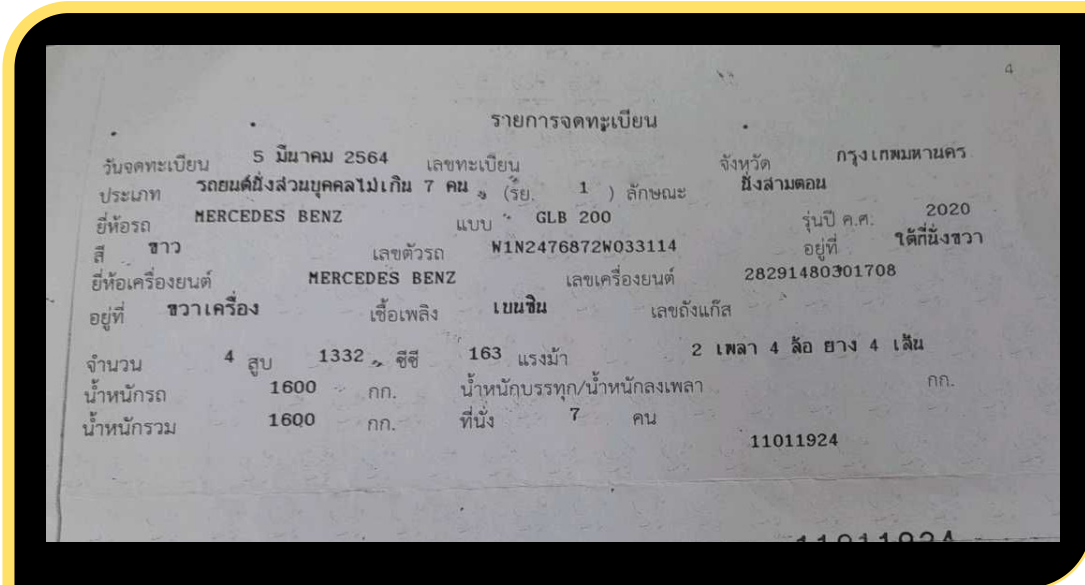 4
รายการจดทะเบียน
วันจดทะเบียน 5 มีนาคม 2564 เลขทะเบียน จังหวัด กรุงเทพมหานคร
ประเภท รถยนต์นั่งส่วนบุคคลไม่เกิน 7 คน (รย. 1 ) ลักษณะ นั่งสามตอน
ยี่ห้อรถ MERCEDES BENZ แบบ GLB 200 รุ่นปี ค.ศ. 2020
สี ขาว เลขตัวรถ W1N2476872W033114 อยู่ที่ ใต้ที่นั่งขวา
ยี่ห้อเครื่องยนต์ MERCEDES BENZ เลขเครื่องยนต์ 28291480301708
อยู่ที่ ขวาเครื่อง เชื้อเพลิง เบนซิน เลขถังแก๊ส
จำนวน 4 สูบ 1332 ซีซี 163 แรงม้า 2 เพลา 4 ล้อ ยาง 4 เส้น
น้ำหนักรถ 1600 กก. น้ำหนักบรรทุก/น้ำหนักลงเพลา กก.
น้ำหนักรวม 1600 กก. ที่นั่ง 7 คน
11011924
11011924